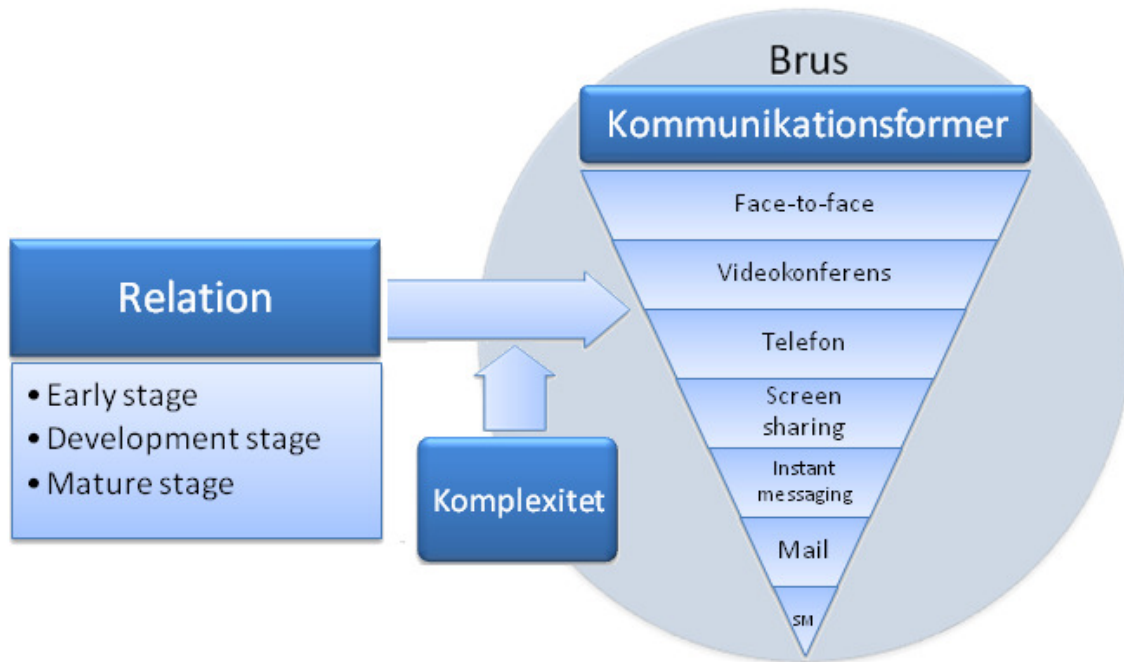 Brus
Kommunikationsformer
Face-to-face
Videokonferens
Telefon
Screen
sharing
Instant
messaging
Mail
SM
Relation
• Early stage
• Development stage
• Mature stage
Komplexitet